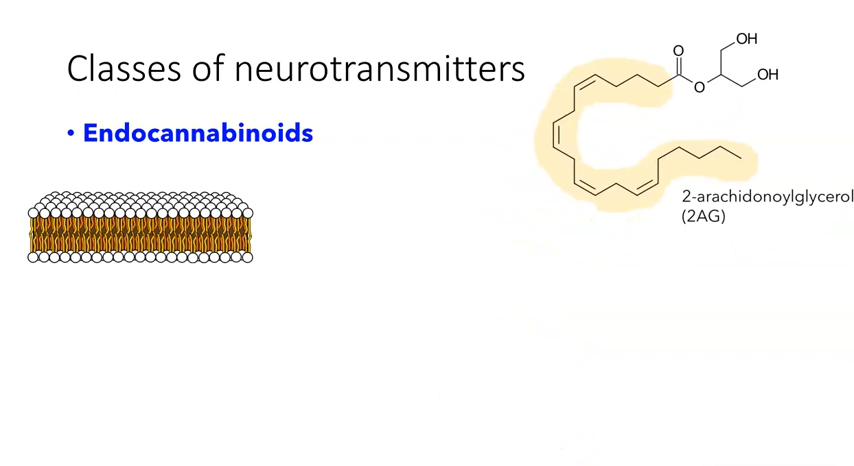 Classes of neurotransmitters
• Endocannabinoids
O
O
OH
OH
2-arachidonoylglycerol
(2AG)